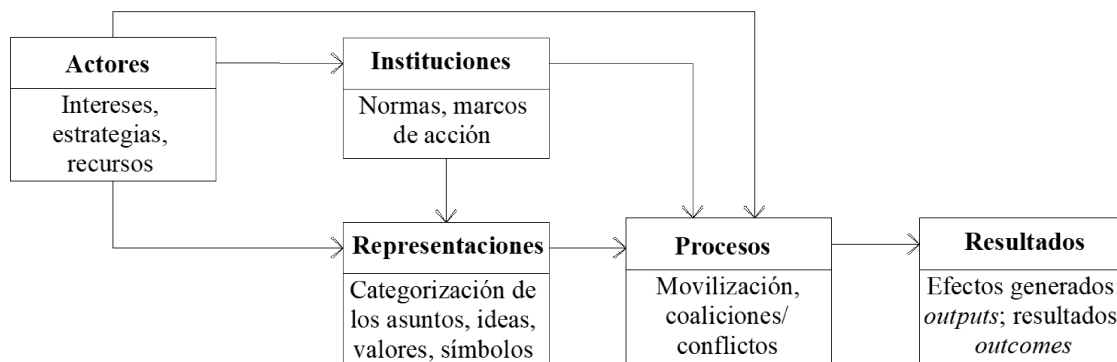 Actores
Intereses,
estrategias,
recursos
Instituciones
Normas, marcos
de acción
Representaciones
Categorización de
los asuntos, ideas,
valores, símbolos
Procesos
Movilización,
coaliciones/
conflictos
Resultados
Efectos generados:
outputs; resultados
outcomes